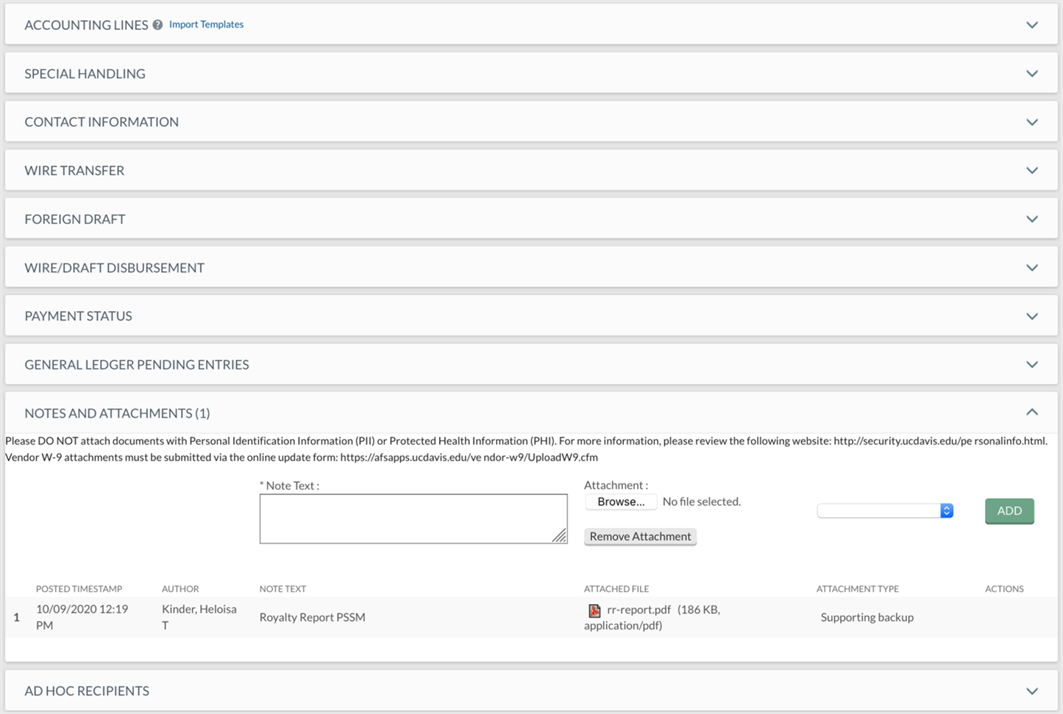 ACCOUNTING LINES ? Import Templates
SPECIAL HANDLING
CONTACT INFORMATION
WIRE TRANSFER
FOREIGN DRAFT
WIRE/DRAFT DISBURSEMENT
PAYMENT STATUS
GENERAL LEDGER PENDING ENTRIES
NOTES AND ATTACHMENTS (1)
Please DO NOT attach documents with Personal Identification Information (PII) or Protected Health Information (PHI). For more information, please review the following website: http://security.ucdavis.edu/pe rsonalinfo.html.
Vendor W-9 attachments must be submitted via the online update form: https://afsapps.ucdavis.edu/ve ndor-w9/UploadW9.cfm
* Note Text :
Attachment :
Browse... No file selected.
ADD
Remove Attachment
POSTED TIMESTAMP AUTHOR NOTE TEXT ATTACHED FILE ATTACHMENT TYPE ACTIONS
1 10/09/2020 12:19 PM Kinder, Heloisa T Royalty Report PSSM rr-report.pdf (186 KB, application/pdf) Supporting backup
AD HOC RECIPIENTS